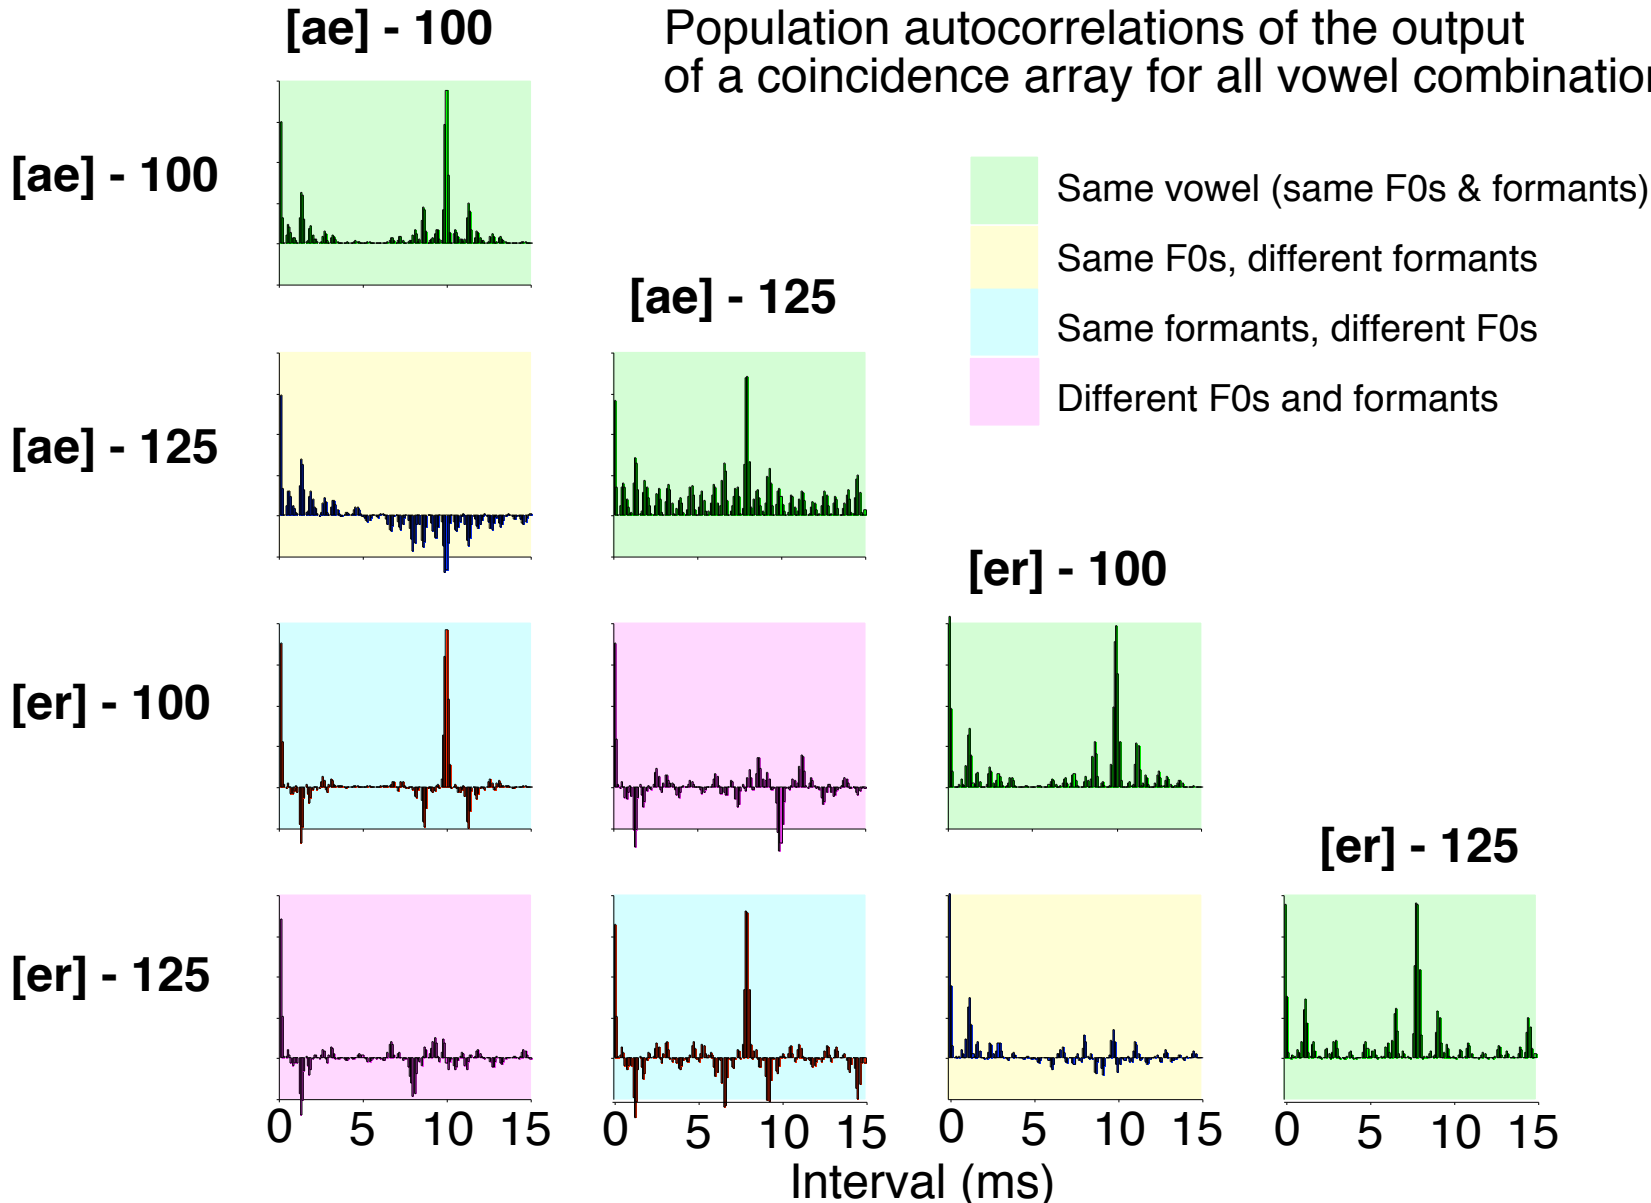 [ae] - 100
Population autocorrelations of the output
of a coincidence array for all vowel combination
[ae] - 100
Same vowel (same F0s & formants)
Same F0s, different formants
Same formants, different F0s
Different F0s and formants
[ae] - 125
[ae] - 125
[er] - 100
[er] - 100
[er] - 125
[er] - 125
0 5 10 15 0 5 10 15 0 5 10 15 0 5 10 15
Interval (ms)